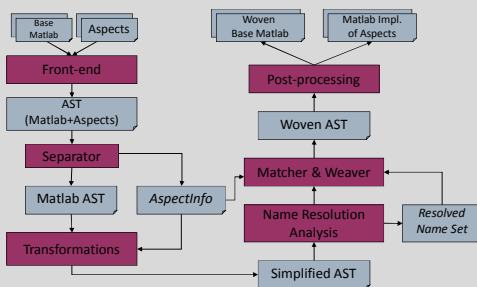 Base
Matlab
Aspects
Front-end
AST
(Matlab+Aspects)
Separator
Matlab AST
AspectInfo
Transformations
Woven
Base Matlab
Matlab Impl.
of Aspects
Post-processing
Woven AST
Matcher & Weaver
Name Resolution
Analysis
Resolved
Name Set
Simplified AST